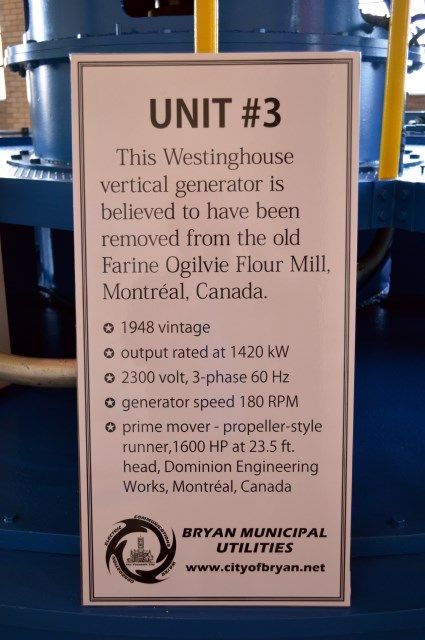 UNIT #3
This Westinghouse
vertical generator is
believed to have been
removed from the old
Farine Ogilvie Flour Mill,
Montréal, Canada.
1948 vintage
output rated at 1420 kW
2300 volt, 3-phase 60 Hz
generator speed 180 RPM
prime mover - propeller-style
runner,1600 HP at 23.5 ft.
head, Dominion Engineering
Works, Montréal, Canada
ELECTRIC
COMMUNICATIONS
WATER
BRYAN MUNICIPAL
UTILITIES
www.cityofbryan.net